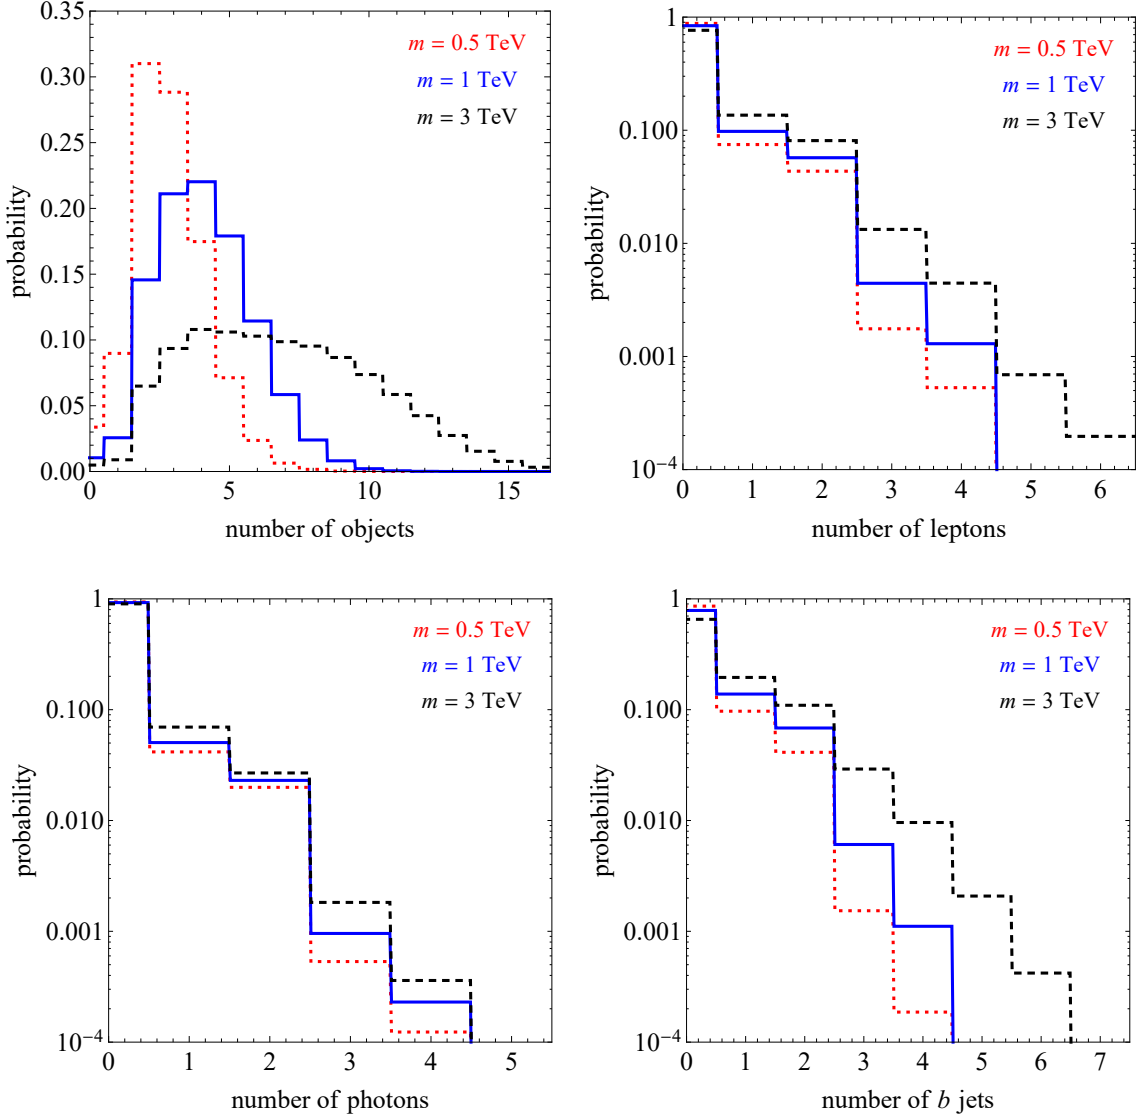 0.35
0.30
0.25
0.20
0.15
0.10
0.05
0.00
probability
m = 0.5 TeV
m = 1 TeV
m = 3 TeV
0 5 10 15
number of objects
1
0.100
0.010
0.001
10⁻⁴
probability
m = 0.5 TeV
m = 1 TeV
m = 3 TeV
0 1 2 3 4 5 6
number of leptons
1
0.100
0.010
0.001
10⁻⁴
probability
m = 0.5 TeV
m = 1 TeV
m = 3 TeV
0 1 2 3 4 5
number of photons
1
0.100
0.010
0.001
10⁻⁴
probability
m = 0.5 TeV
m = 1 TeV
m = 3 TeV
0 1 2 3 4 5 6 7
number of b jets